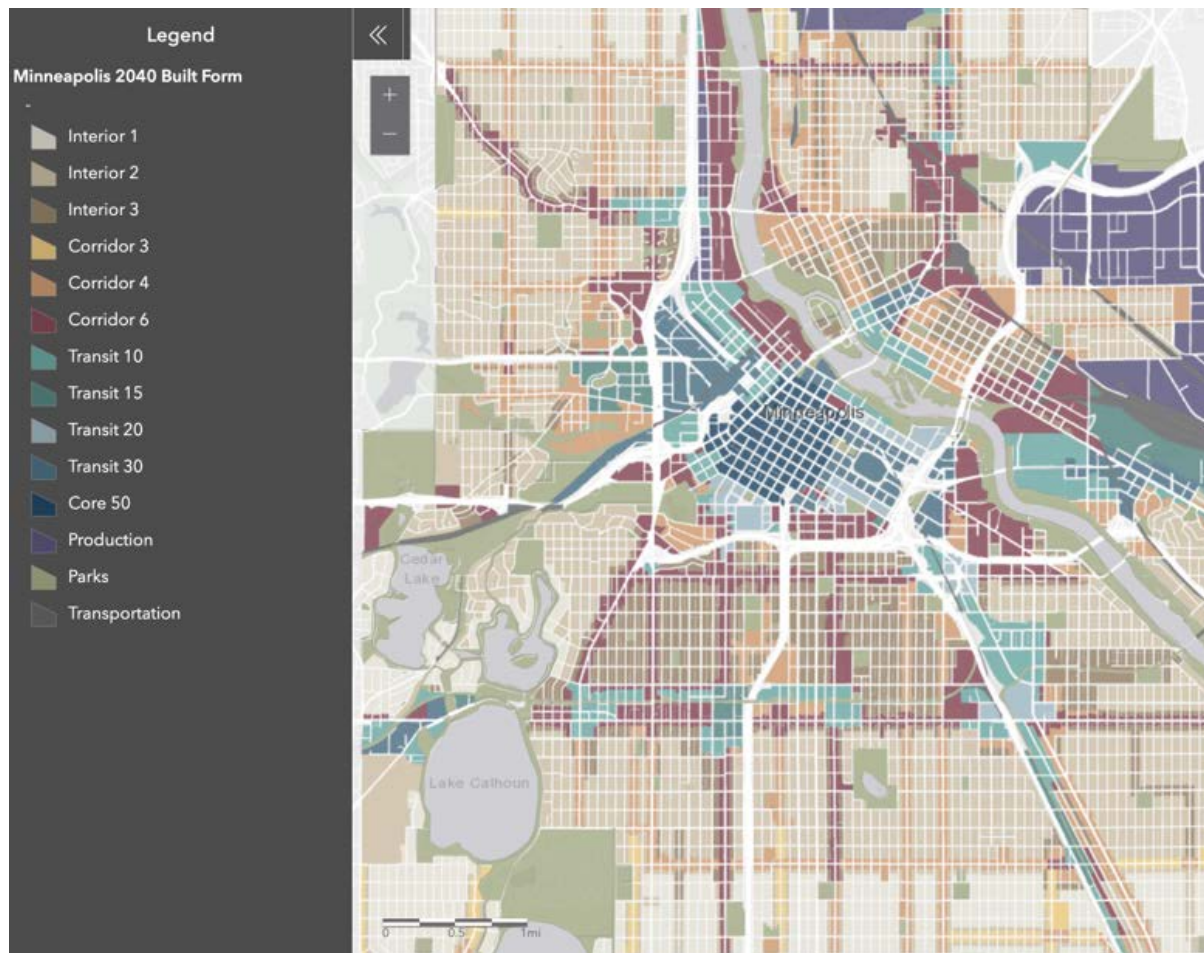 Legend
Minneapolis 2040 Built Form
-
Interior 1
Interior 2
Interior 3
Corridor 3
Corridor 4
Corridor 6
Transit 10
Transit 15
Transit 20
Transit 30
Core 50
Production
Parks
Transportation
+
−
Minneapolis
Cedar
Lake
Lake Calhoun
0 0.5 1mi